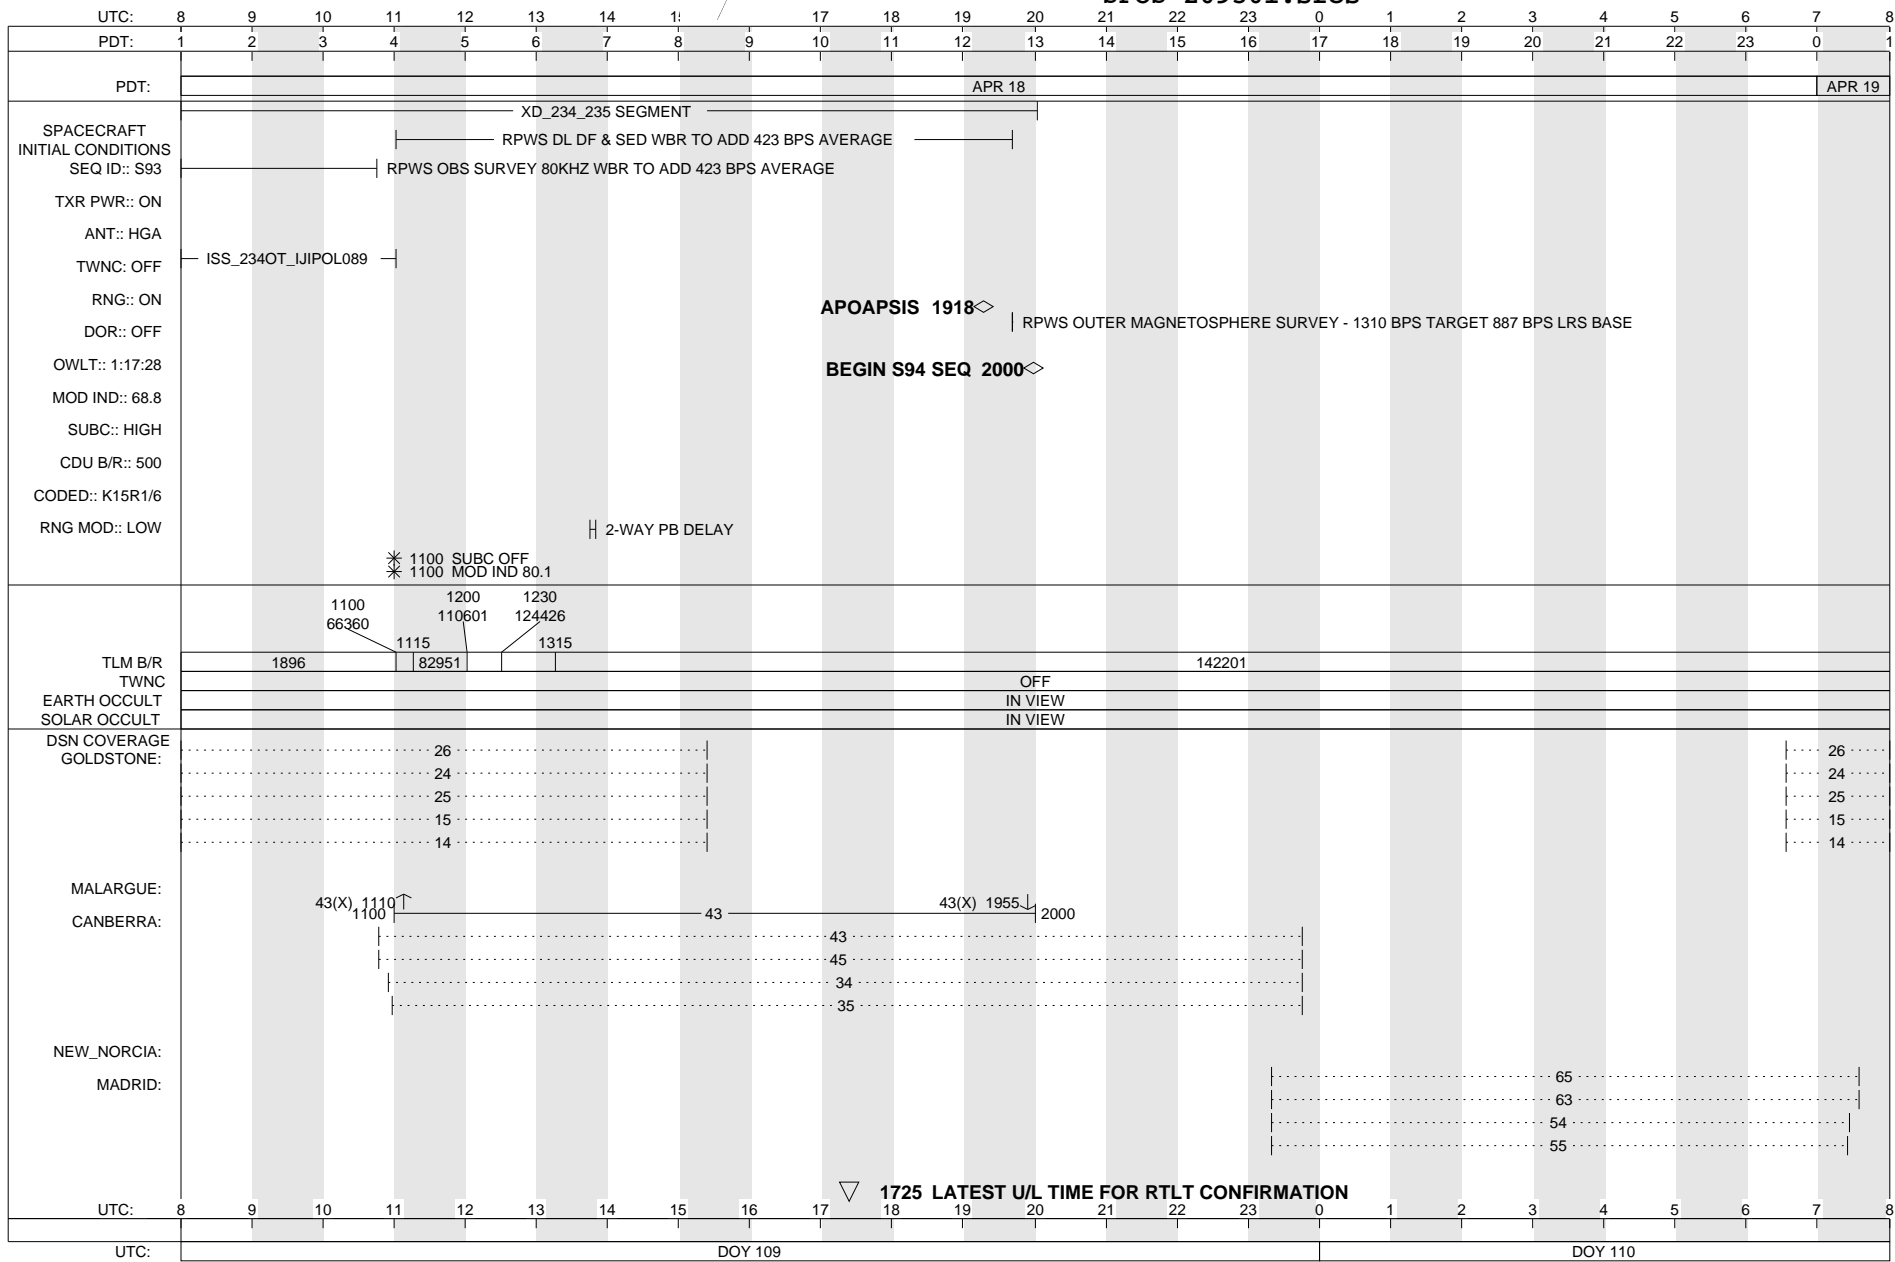 UTC: 8 9 10 11 12 13 14 17 18 19 20 21 22 23 0 1 2 3 4 5 6 7 8
PDT: 1 2 3 4 5 6 7 8 9 10 11 12 13 14 15 16 17 18 19 20 21 22 23 0 1
PDT: APR 18 APR 19
XD_234_235 SEGMENT
SPACECRAFT
INITIAL CONDITIONS
RPWS DL DF & SED WBR TO ADD 423 BPS AVERAGE
SEQ ID:: S93
RPWS OBS SURVEY 80KHZ WBR TO ADD 423 BPS AVERAGE
TXR PWR:: ON
ANT:: HGA
TWNC: OFF
ISS_234OT_IJIPOL089
RNG:: ON
APOAPSIS 1918
RPWS OUTER MAGNETOSPHERE SURVEY - 1310 BPS TARGET 887 BPS LRS BASE
DOR:: OFF
OWLT:: 1:17:28
BEGIN S94 SEQ 2000
MOD IND:: 68.8
SUBC:: HIGH
CDU B/R:: 500
CODED:: K15R1/6
RNG MOD:: LOW
2-WAY PB DELAY
1100 SUBC OFF
1100 MOD IND 80.1
1100 1200 1230
66360 110601 124426
1115 1315
TLM B/R 1896 82951 142201
TWNC OFF
EARTH OCCULT IN VIEW
SOLAR OCCULT IN VIEW
DSN COVERAGE
GOLDSTONE:
26 26
24 24
25 25
15 15
14 14
MALARGUE:
43(X) 1110 43(X) 1955
1100 43 2000
CANBERRA:
43
45
34
35
NEW_NORCIA:
MADRID:
65
63
54
55
1725 LATEST U/L TIME FOR RTLT CONFIRMATION
UTC: 8 9 10 11 12 13 14 15 16 17 18 19 20 21 22 23 0 1 2 3 4 5 6 7 8
UTC: DOY 109 DOY 110